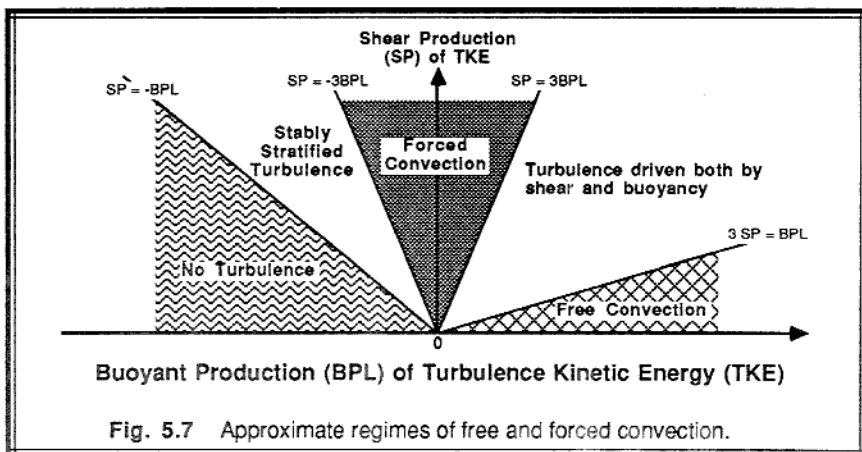 Shear Production
(SP) of TKE
SP = -BPL
SP = -3BPL
SP = 3BPL
Stably
Stratified
Turbulence
Forced
Convection
Turbulence driven both by
shear and buoyancy
3 SP = BPL
No Turbulence
Free Convection
0
Buoyant Production (BPL) of Turbulence Kinetic Energy (TKE)
Fig. 5.7 Approximate regimes of free and forced convection.